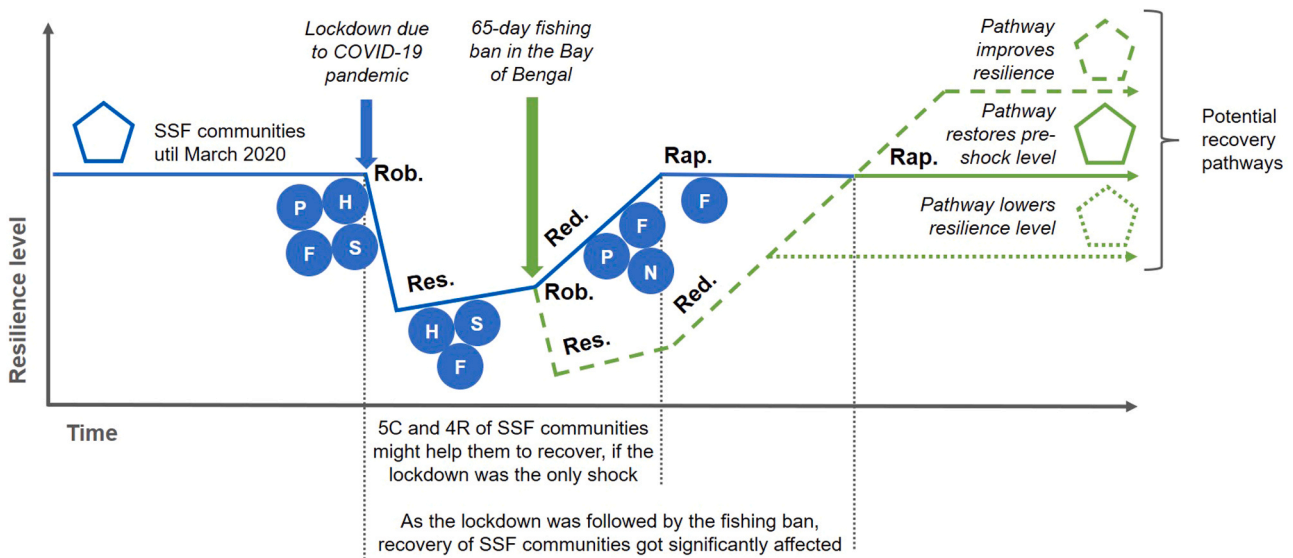 Lockdown due
to COVID-19
pandemic
65-day fishing
ban in the Bay
of Bengal
Pathway
improves
resilience
SSF communities
util March 2020
Pathway
restores pre-
shock level
Potential
recovery
pathways
Rob.
Rap.
Rap.
P
H
F
S
F
Red.
F
P
N
Pathway lowers
resilience level
Res.
Rob.
Red.
H
S
F
Res.
Resilience level
Time
5C and 4R of SSF communities
might help them to recover, if the
lockdown was the only shock
As the lockdown was followed by the fishing ban,
recovery of SSF communities got significantly affected